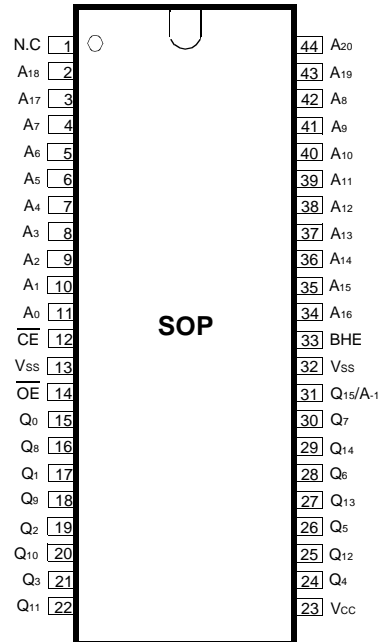 N.C 1 44 A20
A18 2 43 A19
A17 3 42 A8
A7 4 41 A9
A6 5 40 A10
A5 6 39 A11
A4 7 38 A12
A3 8 37 A13
A2 9 36 A14
A1 10 35 A15
A0 11 34 A16
SOP
C̅E̅ 12 33 BHE
VSS 13 32 VSS
O̅E̅ 14 31 Q15/A-1
Q0 15 30 Q7
Q8 16 29 Q14
Q1 17 28 Q6
Q9 18 27 Q13
Q2 19 26 Q5
Q10 20 25 Q12
Q3 21 24 Q4
Q11 22 23 VCC